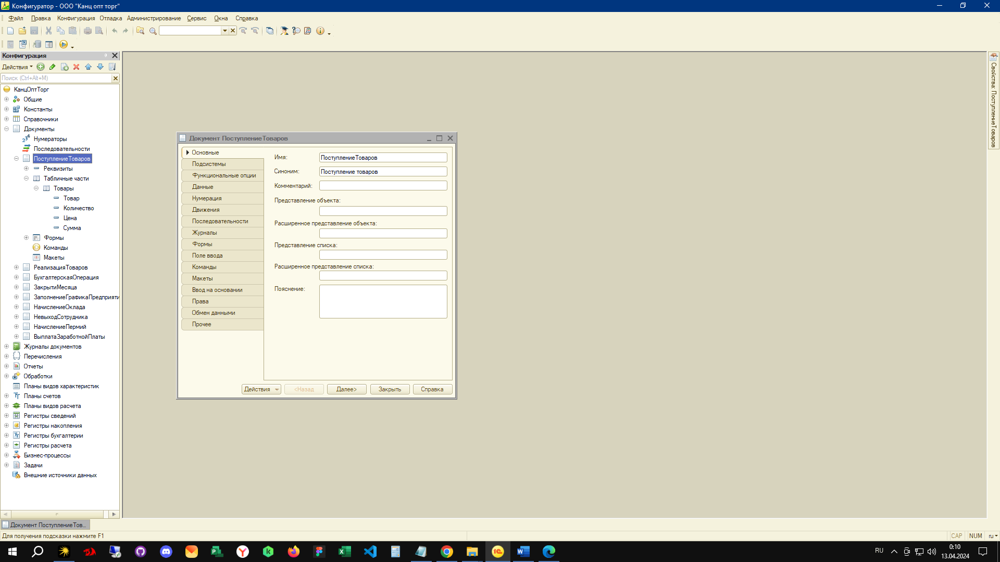 Конфигуратор - ООО "Канц опт торг"
Файл Правка Конфигурация Отладка Администрирование Сервис Окна Справка
Конфигурация
Действия
Поиск (Ctrl+Alt+M)
КанцОптТорг
Общие
Константы
Справочники
Документы
Нумераторы
Последовательности
ПоступлениеТоваров
Реквизиты
Табличные части
Товары
Товар
Количество
Цена
Сумма
Формы
Команды
Макеты
РеализацияТоваров
БухгалтерскаяОперация
ЗакрытиМесяца
ЗаполнениеГрафикаПредприяти
НачислениеОклада
НевыходСотрудника
НачислениеПермий
ВыплатаЗаработнойПлаты
Журналы документов
Перечисления
Отчеты
Обработки
Планы видов характеристик
Планы счетов
Планы видов расчета
Регистры сведений
Регистры накопления
Регистры бухгалтерии
Регистры расчета
Бизнес-процессы
Задачи
Внешние источники данных
Документ ПоступлениеТоваров
Основные
Подсистемы
Функциональные опции
Данные
Нумерация
Движения
Последовательности
Журналы
Формы
Поле ввода
Команды
Макеты
Ввод на основании
Права
Обмен данными
Прочее
Имя: ПоступлениеТоваров
Синоним: Поступление товаров
Комментарий:
Представление объекта:
Расширенное представление объекта:
Представление списка:
Расширенное представление списка:
Пояснение:
Действия <Назад Далее> Закрыть Справка
Свойства: ПоступлениеТоваров
Документ ПоступлениеТов...
Для получения подсказки нажмите F1
CAP NUM ru
RU
0:10
13.04.2024